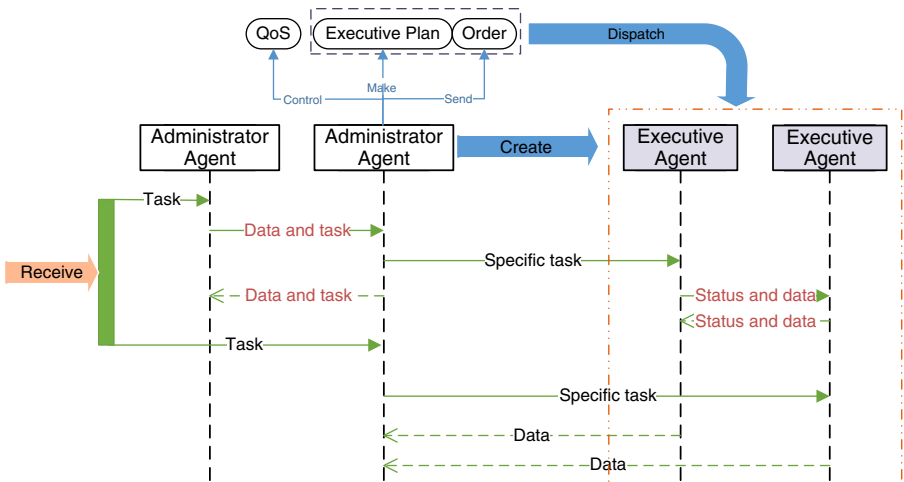 QoS
Executive Plan
Order
Dispatch
Control
Make
Send
Administrator
Agent
Administrator
Agent
Create
Executive
Agent
Executive
Agent
Task
Data and task
Specific task
Receive
Data and task
Status and data
Status and data
Task
Specific task
Data
Data